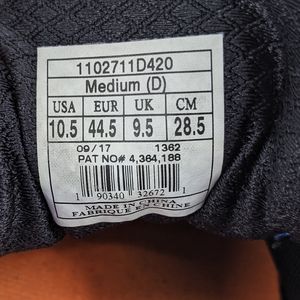 1102711D420
Medium (D)
USA EUR UK CM
10.5 44.5 9.5 28.5
09/17 1362
PAT NO# 4,364,188
1 90340 32672 1
MADE IN CHINA
FABRIQUE EN CHINE